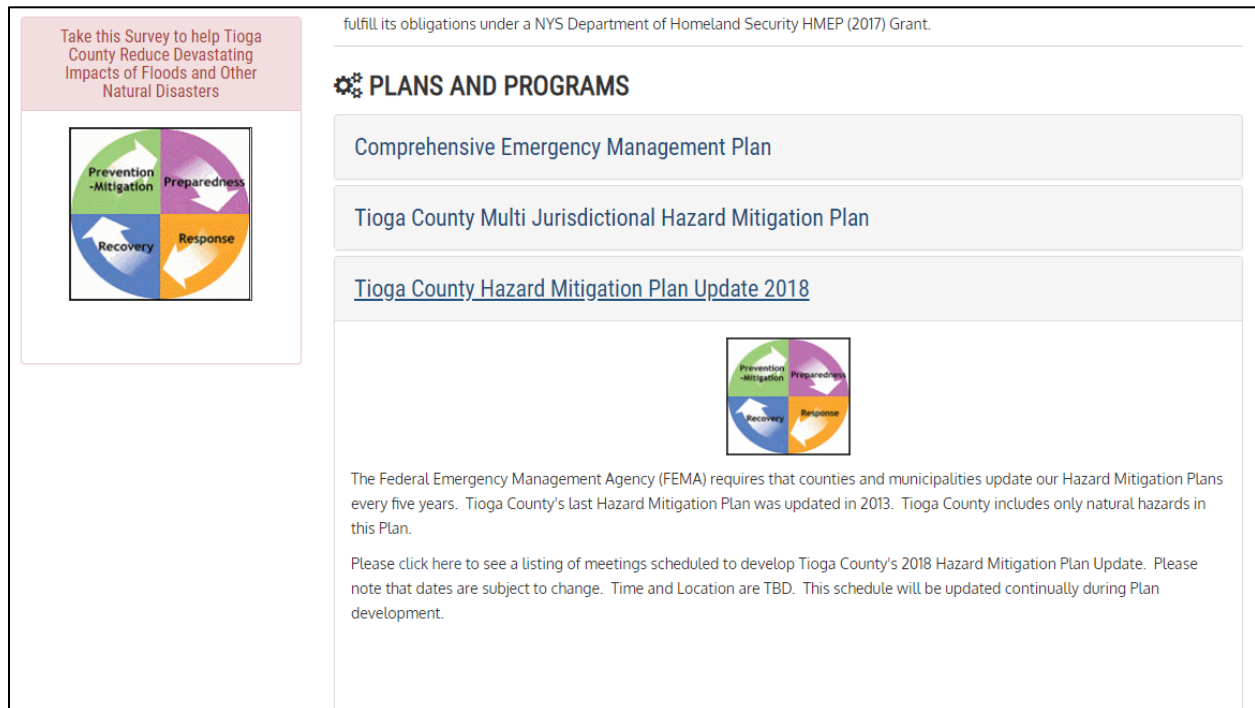 Take this Survey to help Tioga
County Reduce Devastating
Impacts of Floods and Other
Natural Disasters
Prevention
-Mitigation
Preparedness
Recovery
Response
fulfill its obligations under a NYS Department of Homeland Security HMEP (2017) Grant.
PLANS AND PROGRAMS
Comprehensive Emergency Management Plan
Tioga County Multi Jurisdictional Hazard Mitigation Plan
Tioga County Hazard Mitigation Plan Update 2018
Prevention
-Mitigation
Preparedness
Recovery
Response
The Federal Emergency Management Agency (FEMA) requires that counties and municipalities update our Hazard Mitigation Plans
every five years. Tioga County's last Hazard Mitigation Plan was updated in 2013. Tioga County includes only natural hazards in
this Plan.
Please click here to see a listing of meetings scheduled to develop Tioga County's 2018 Hazard Mitigation Plan Update. Please
note that dates are subject to change. Time and Location are TBD. This schedule will be updated continually during Plan
development.